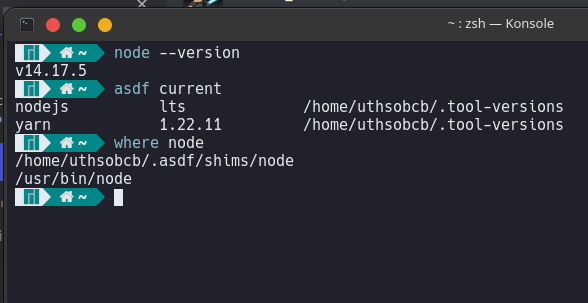 ~ : zsh — Konsole
~ node --version
v14.17.5
~ asdf current
nodejs lts /home/uthsobcb/.tool-versions
yarn 1.22.11 /home/uthsobcb/.tool-versions
~ where node
/home/uthsobcb/.asdf/shims/node
/usr/bin/node
~